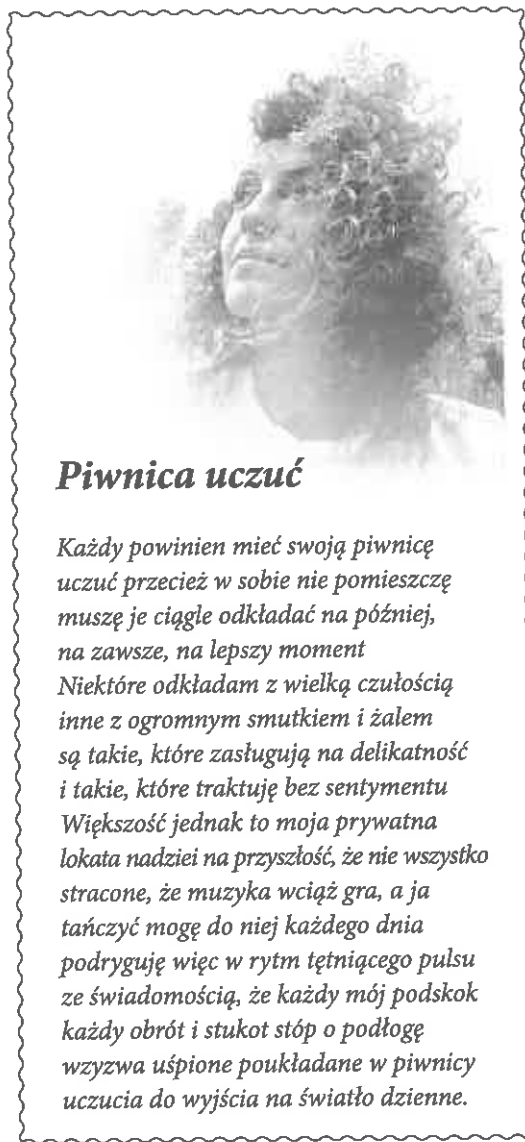 Piwnica uczuć
Każdy powinien mieć swoją piwnicę
uczuć przecież w sobie nie pomieszczę
muszę je ciągle odkładać na później,
na zawsze, na lepszy moment
Niektóre odkładam z wielką czułością
inne z ogromnym smutkiem i żalem
są takie, które zasługują na delikatność
i takie, które traktuję bez sentymentu
Większość jednak to moja prywatna
lokata nadziei na przyszłość, że nie wszystko
stracone, że muzyka wciąż gra, a ja
tańczyć mogę do niej każdego dnia
podryguję więc w rytm tętniącego pulsu
ze świadomością, że każdy mój podskok
każdy obrót i stukot stóp o podłogę
wzyzwa uśpione poukładane w piwnicy
uczucia do wyjścia na światło dzienne.